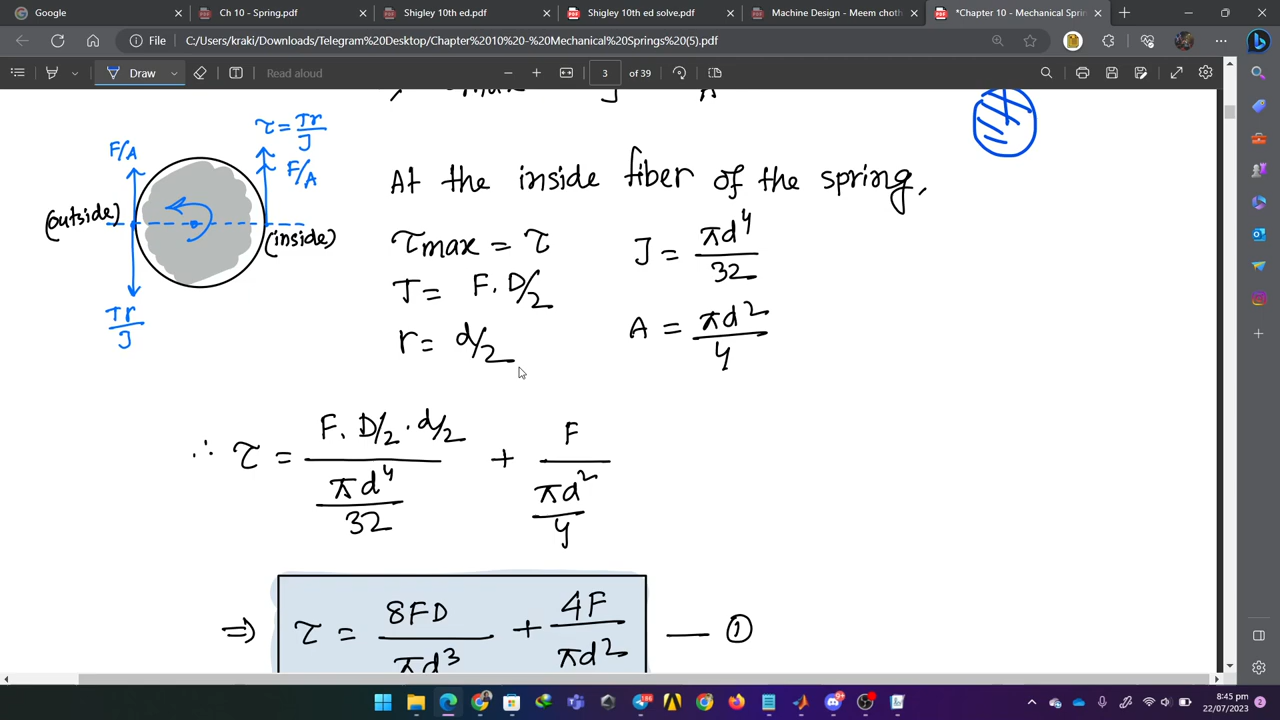 Google
Ch 10 - Spring.pdf
Shigley 10th ed.pdf
Shigley 10th ed solve.pdf
Machine Design - Meem chot
*Chapter 10 - Mechanical Sprin
File
C:/Users/kraki/Downloads/Telegram%20Desktop/Chapter%2010%20-%20Mechanical%20Springs%20(5).pdf
Draw
Read aloud
3 of 39
τ = Tr/J
F/A
F/A
(outside)
(inside)
Tr/J
At the inside fiber of the spring,
τmax = τ
J = πd⁴/32
T = F. D/2
A = πd²/4
r = d/2
∴ τ = (F. D/2 . d/2)/(πd⁴/32) + F/(πd²/4)
⇒ τ = 8FD/πd³ + 4F/πd² — ①
8:45 pm
22/07/2023